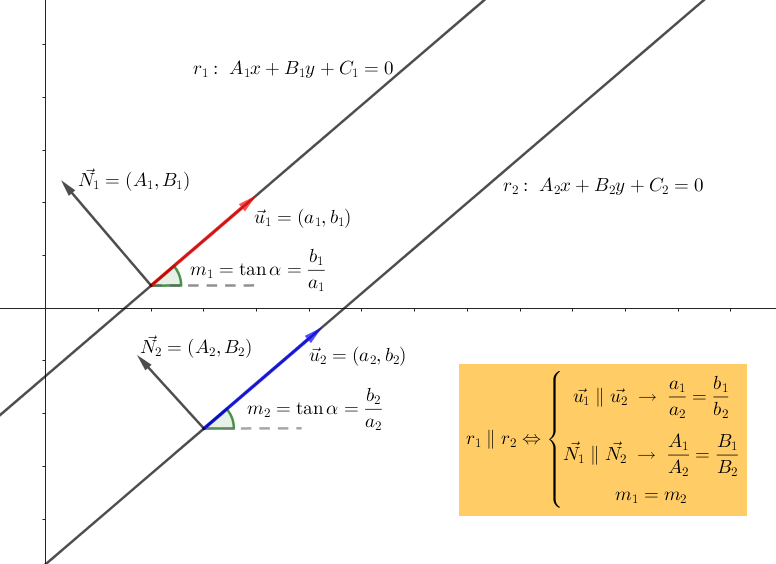 r₁ : A₁x + B₁y + C₁ = 0
N⃗₁ = (A₁, B₁)
r₂ : A₂x + B₂y + C₂ = 0
u⃗₁ = (a₁, b₁)
m₁ = tan α = b₁/a₁
N⃗₂ = (A₂, B₂)
u⃗₂ = (a₂, b₂)
m₂ = tan α = b₂/a₂
r₁ ∥ r₂ ⇔ {
u⃗₁ ∥ u⃗₂ → a₁/a₂ = b₁/b₂
N⃗₁ ∥ N⃗₂ → A₁/A₂ = B₁/B₂
m₁ = m₂